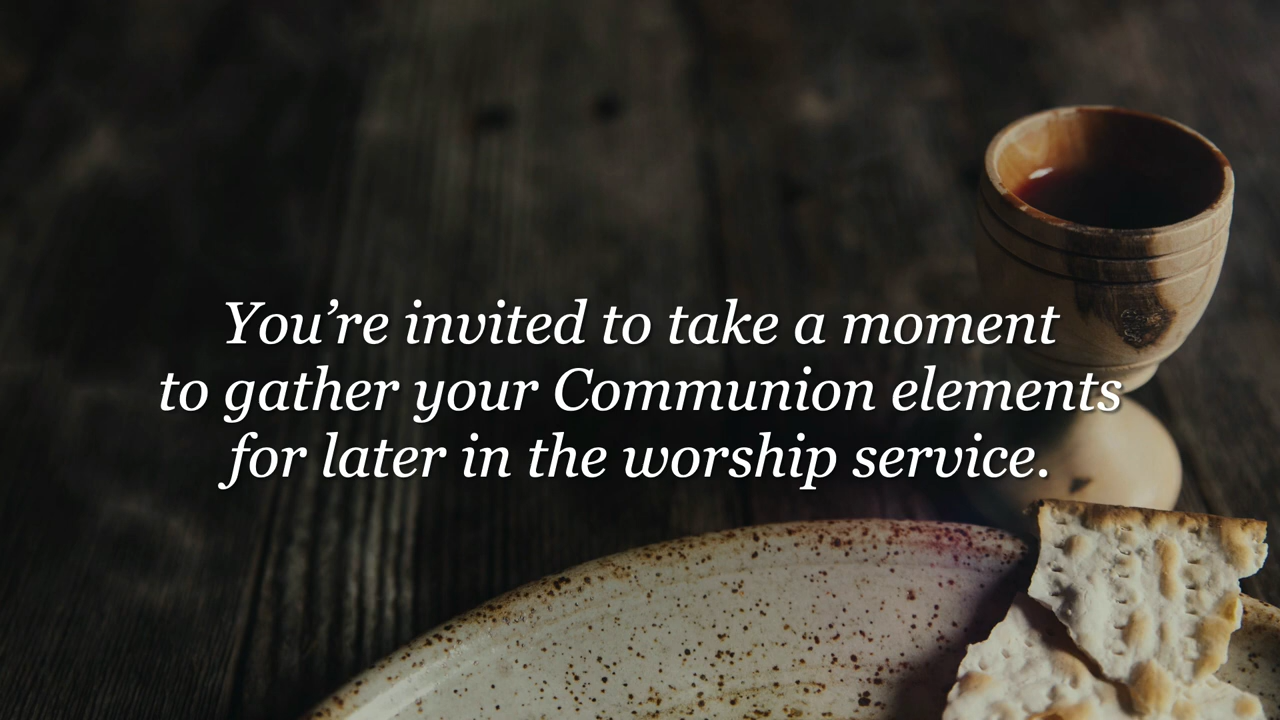 You’re invited to take a moment
to gather your Communion elements
for later in the worship service.